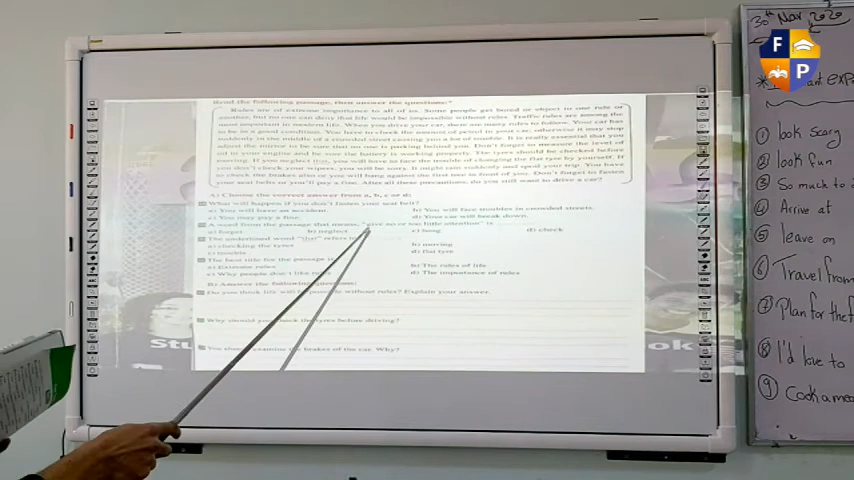 Read the following passage, then answer the questions:
Rules are of extreme importance to all of us. Some people get bored or object to one rule or
another, but no one can deny that life would be impossible without rules. Traffic rules are among the
most important in modern life. When you drive your car, there are many rules to follow. Your car has
to be in a good condition. You have to check the amount of petrol in your car, otherwise it may stop
suddenly in the middle of a crowded street causing you a lot of trouble. It is really essential that you
adjust the mirror to be sure that no one is parking behind you. Don't forget to measure the level of
oil in your engine and be sure the battery is working properly. The tyres should be checked before
moving. If you neglect this, you will have to face the trouble of changing the flat tyre by yourself. If
you don't check your wipers, you will be sorry. It might rain suddenly and spoil your trip. You have
to check the brakes also or you will bang against the first tree in front of you. Don't forget to fasten
your seat belts or you'll pay a fine. After all these precautions, do you still want to drive a car?
A) Choose the correct answer from a, b, c or d:
What will happen if you don't fasten your seat belt?
a) You will have an accident. b) You will face troubles in crowded streets.
c) You may pay a fine. d) Your car will break down.
A word from the passage that means, "give no or too little attention" is
a) forget b) neglect c) bang d) check
The underlined word "this" refers to
a) checking the tyres b) moving
c) trouble d) flat tyre
The best title for the passage is
a) Extreme rules b) The rules of life
c) Why people don't like rules d) The importance of rules
B) Answer the following questions:
Do you think life will be possible without rules? Explain your answer.
Why should you check the tyres before driving?
You should examine the brakes of the car. Why?
30th Nov 2020
F
P
① look scary
② look fun
③ So much to
④ Arrive at
⑤ leave on
⑥ Travel from
⑦ Plan for the
⑧ I'd love to
⑨ Cook a